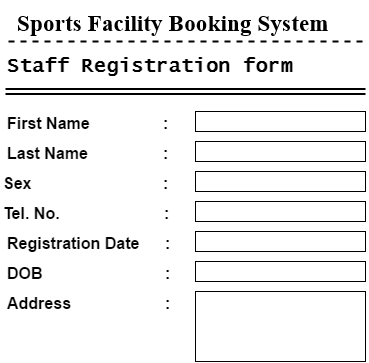 Sports Facility Booking System
Staff Registration form
First Name :
Last Name :
Sex :
Tel. No. :
Registration Date :
DOB :
Address :